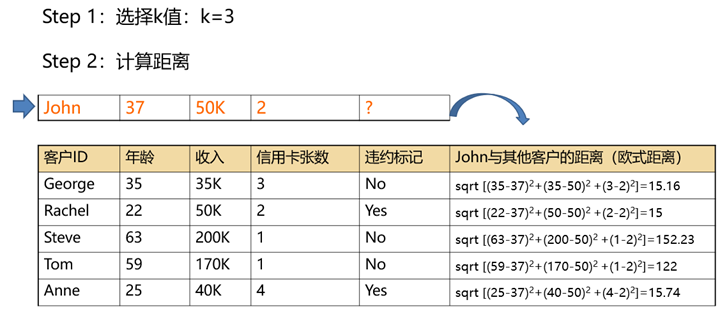 Step 1：选择k值：k=3
Step 2：计算距离
John 37 50K 2 ?
客户ID 年龄 收入 信用卡张数 违约标记 John与其他客户的距离（欧式距离）
George 35 35K 3 No sqrt [(35-37)²+(35-50)² +(3-2)²]=15.16
Rachel 22 50K 2 Yes sqrt [(22-37)²+(50-50)² +(2-2)²]=15
Steve 63 200K 1 No sqrt [(63-37)²+(200-50)² +(1-2)²]=152.23
Tom 59 170K 1 No sqrt [(59-37)²+(170-50)² +(1-2)²]=122
Anne 25 40K 4 Yes sqrt [(25-37)²+(40-50)² +(4-2)²]=15.74